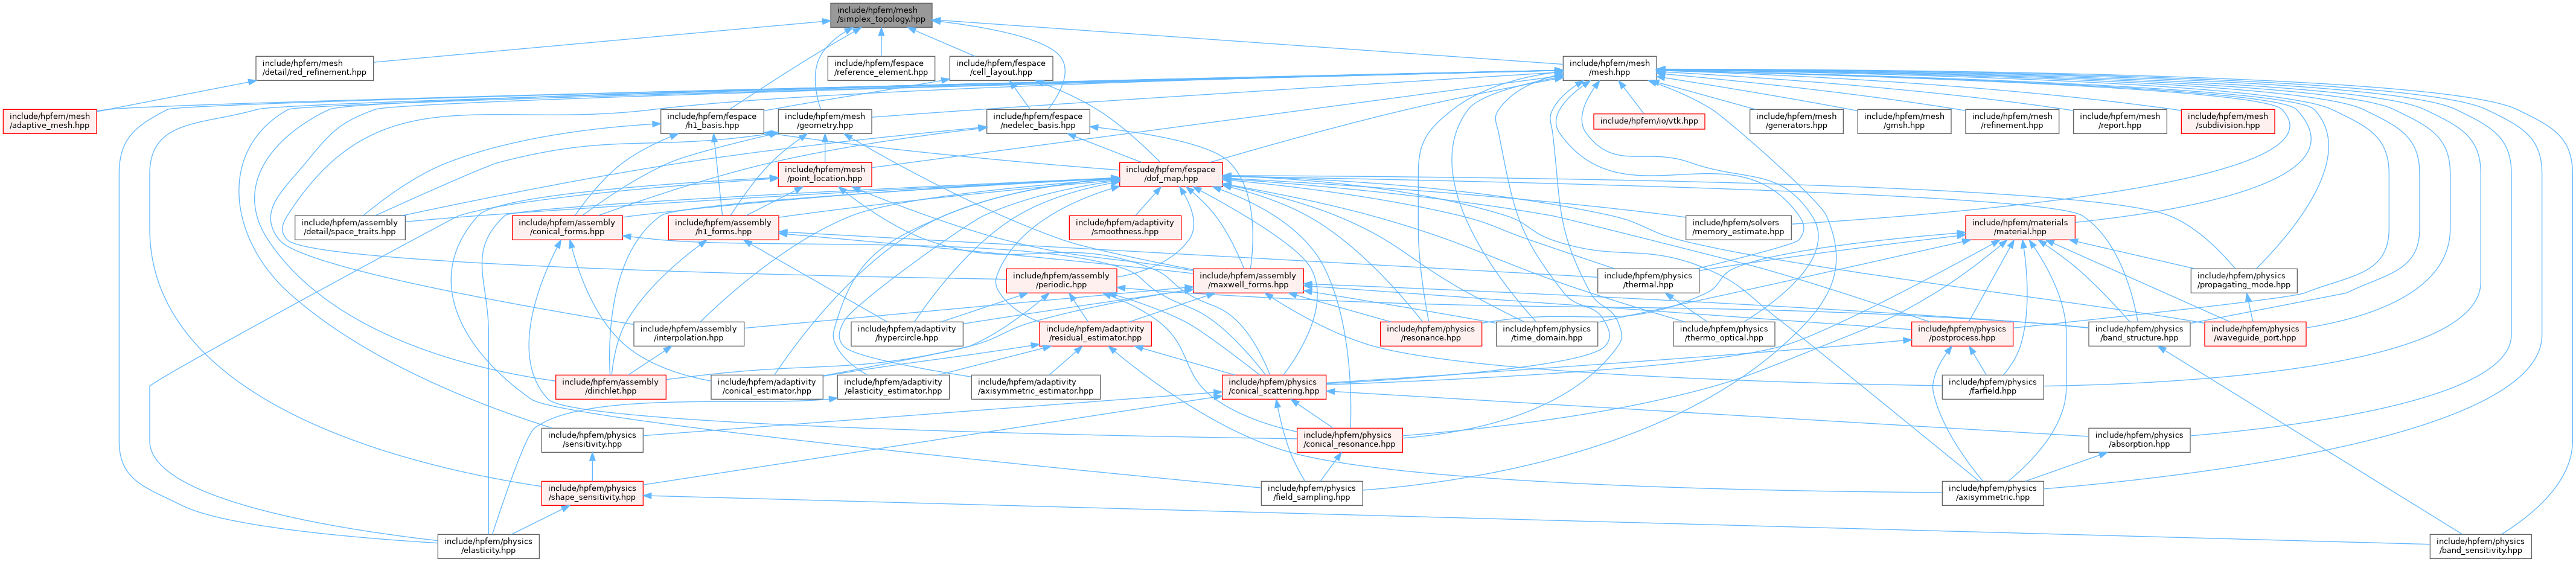 include/hpfem/mesh
/simplex_topology.hpp
include/hpfem/mesh
/detail/red_refinement.hpp
include/hpfem/fespace
/reference_element.hpp
include/hpfem/fespace
/cell_layout.hpp
include/hpfem/mesh
/mesh.hpp
include/hpfem/mesh
/adaptive_mesh.hpp
include/hpfem/fespace
/h1_basis.hpp
include/hpfem/mesh
/geometry.hpp
include/hpfem/fespace
/nedelec_basis.hpp
include/hpfem/io/vtk.hpp
include/hpfem/mesh
/generators.hpp
include/hpfem/mesh
/gmsh.hpp
include/hpfem/mesh
/refinement.hpp
include/hpfem/mesh
/report.hpp
include/hpfem/mesh
/subdivision.hpp
include/hpfem/mesh
/point_location.hpp
include/hpfem/fespace
/dof_map.hpp
include/hpfem/assembly
/detail/space_traits.hpp
include/hpfem/assembly
/conical_forms.hpp
include/hpfem/assembly
/h1_forms.hpp
include/hpfem/adaptivity
/smoothness.hpp
include/hpfem/solvers
/memory_estimate.hpp
include/hpfem/materials
/material.hpp
include/hpfem/assembly
/periodic.hpp
include/hpfem/assembly
/maxwell_forms.hpp
include/hpfem/physics
/thermal.hpp
include/hpfem/physics
/propagating_mode.hpp
include/hpfem/assembly
/interpolation.hpp
include/hpfem/adaptivity
/hypercircle.hpp
include/hpfem/adaptivity
/residual_estimator.hpp
include/hpfem/physics
/resonance.hpp
include/hpfem/physics
/time_domain.hpp
include/hpfem/physics
/thermo_optical.hpp
include/hpfem/physics
/postprocess.hpp
include/hpfem/physics
/band_structure.hpp
include/hpfem/physics
/waveguide_port.hpp
include/hpfem/assembly
/dirichlet.hpp
include/hpfem/adaptivity
/conical_estimator.hpp
include/hpfem/adaptivity
/elasticity_estimator.hpp
include/hpfem/adaptivity
/axisymmetric_estimator.hpp
include/hpfem/physics
/conical_scattering.hpp
include/hpfem/physics
/farfield.hpp
include/hpfem/physics
/sensitivity.hpp
include/hpfem/physics
/conical_resonance.hpp
include/hpfem/physics
/absorption.hpp
include/hpfem/physics
/shape_sensitivity.hpp
include/hpfem/physics
/field_sampling.hpp
include/hpfem/physics
/axisymmetric.hpp
include/hpfem/physics
/elasticity.hpp
include/hpfem/physics
/band_sensitivity.hpp